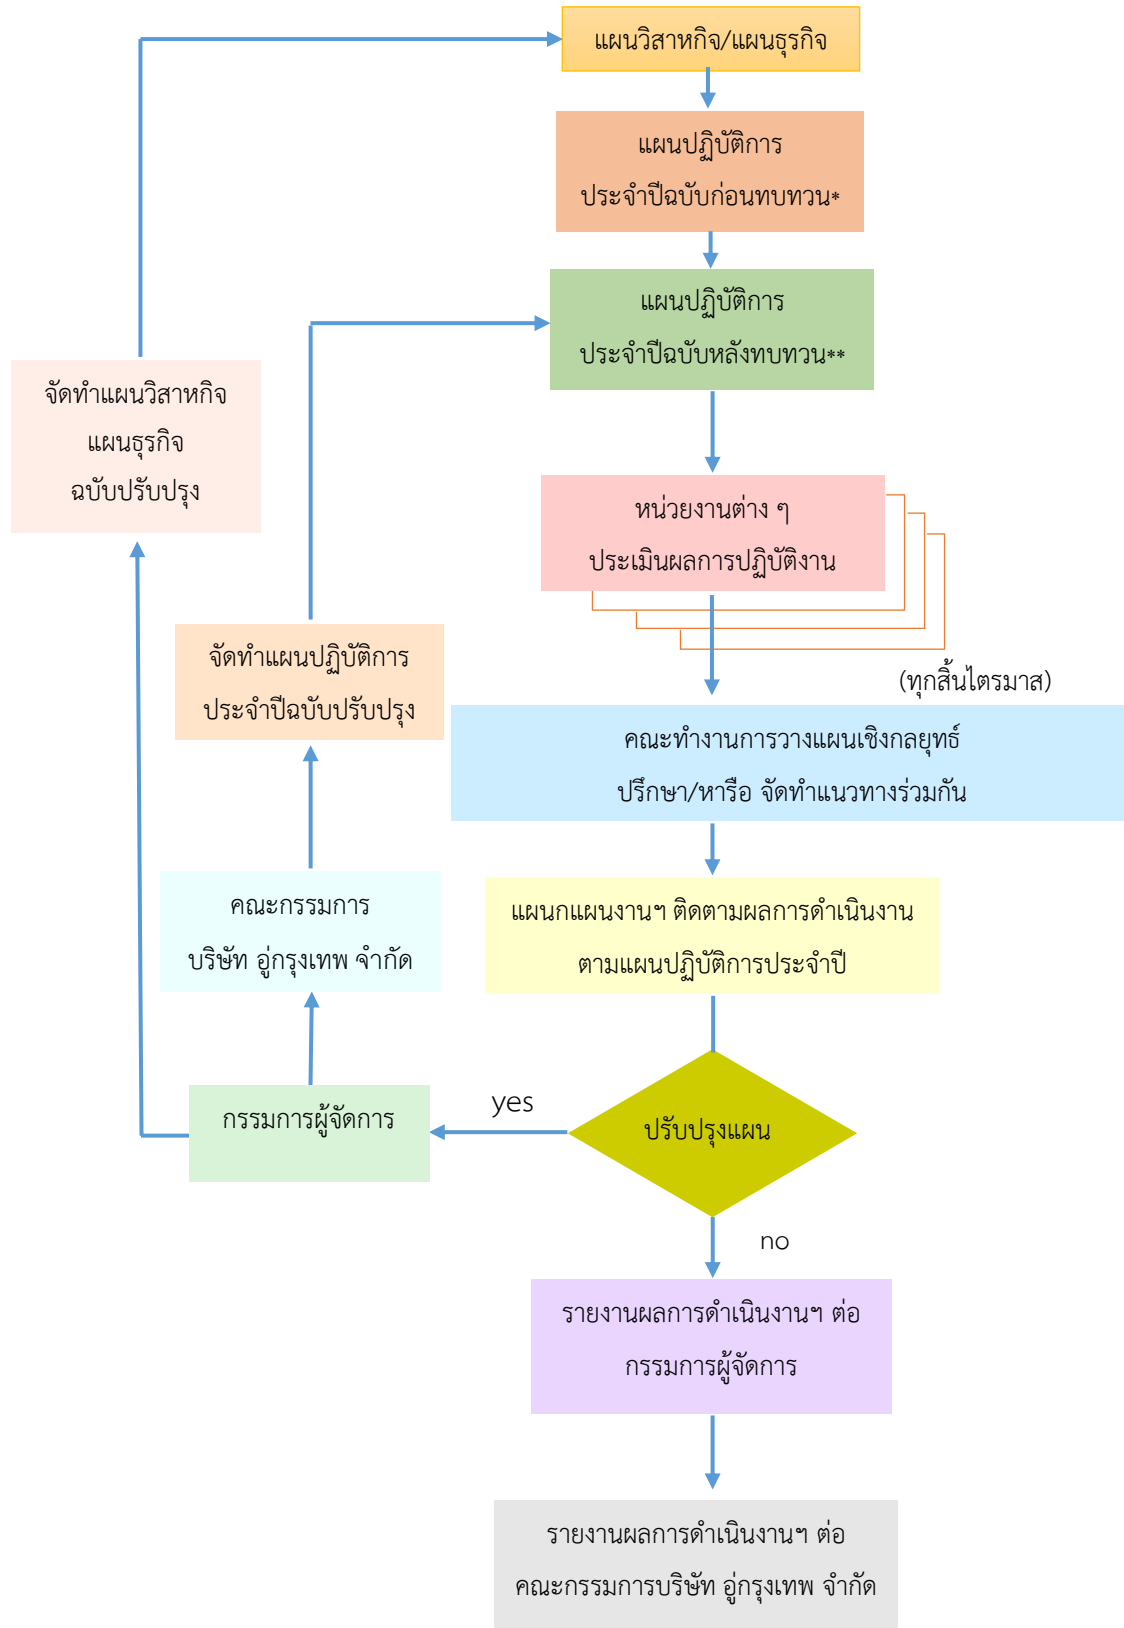 แผนวิสาหกิจ/แผนธุรกิจ
แผนปฏิบัติการ
ประจำปีฉบับก่อนทบทวน*
แผนปฏิบัติการ
ประจำปีฉบับหลังทบทวน**
จัดทำแผนวิสาหกิจ
แผนธุรกิจ
ฉบับปรับปรุง
หน่วยงานต่าง ๆ
ประเมินผลการปฏิบัติงาน
จัดทำแผนปฏิบัติการ
ประจำปีฉบับปรับปรุง
(ทุกสิ้นไตรมาส)
คณะทำงานการวางแผนเชิงกลยุทธ์
ปรึกษา/หารือ จัดทำแนวทางร่วมกัน
คณะกรรมการ
บริษัท อู่กรุงเทพ จำกัด
แผนกแผนงานฯ ติดตามผลการดำเนินงาน
ตามแผนปฏิบัติการประจำปี
กรรมการผู้จัดการ
yes
ปรับปรุงแผน
no
รายงานผลการดำเนินงานฯ ต่อ
กรรมการผู้จัดการ
รายงานผลการดำเนินงานฯ ต่อ
คณะกรรมการบริษัท อู่กรุงเทพ จำกัด